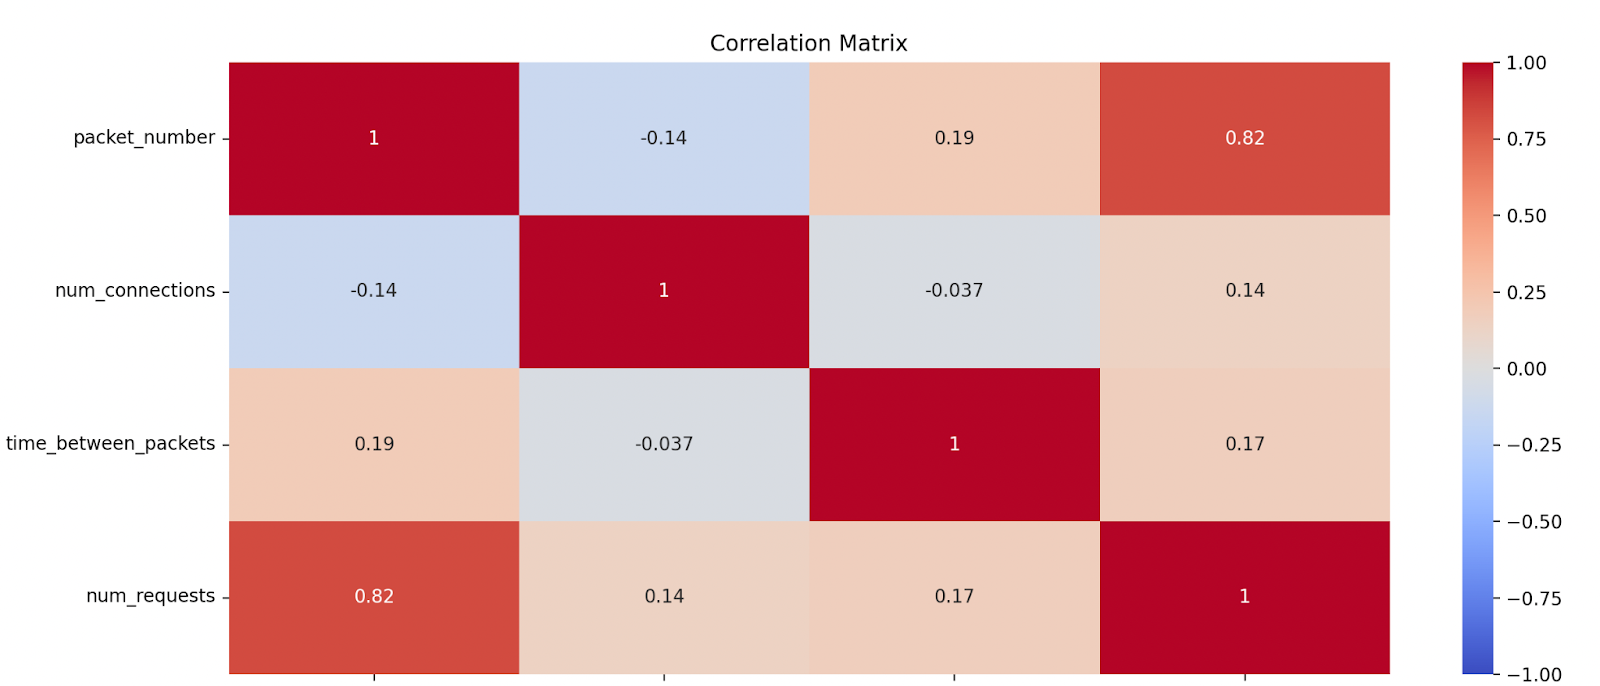 Correlation Matrix
packet_number 1 -0.14 0.19 0.82
num_connections -0.14 1 -0.037 0.14
time_between_packets 0.19 -0.037 1 0.17
num_requests 0.82 0.14 0.17 1
1.00
0.75
0.50
0.25
0.00
−0.25
−0.50
−0.75
−1.00